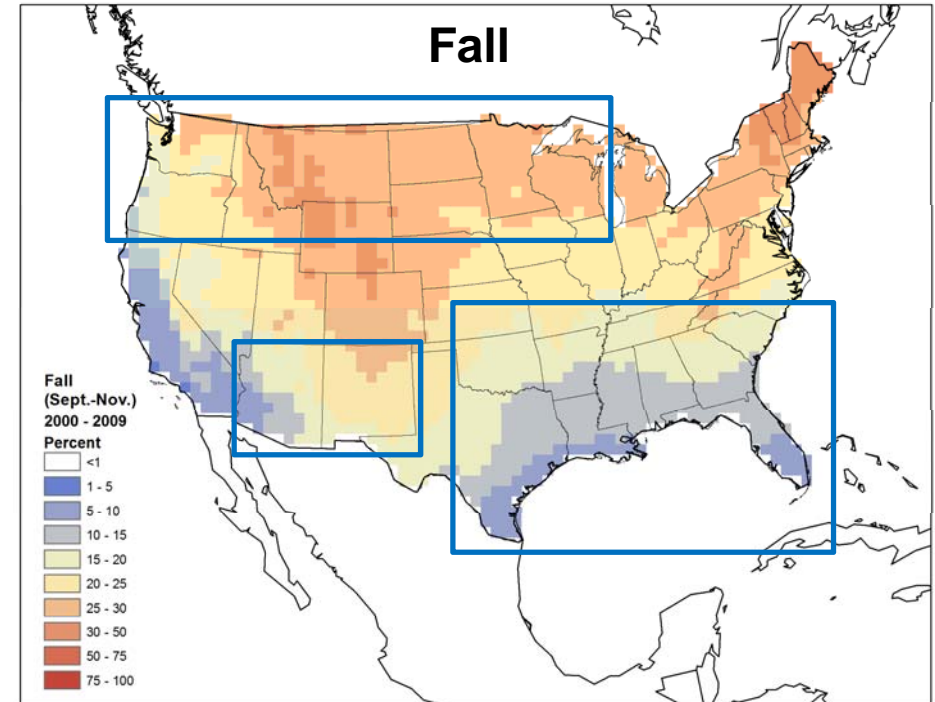 Fall
Fall
(Sept.-Nov.)
2000 - 2009
Percent
<1
1 - 5
5 - 10
10 - 15
15 - 20
20 - 25
25 - 30
30 - 50
50 - 75
75 - 100